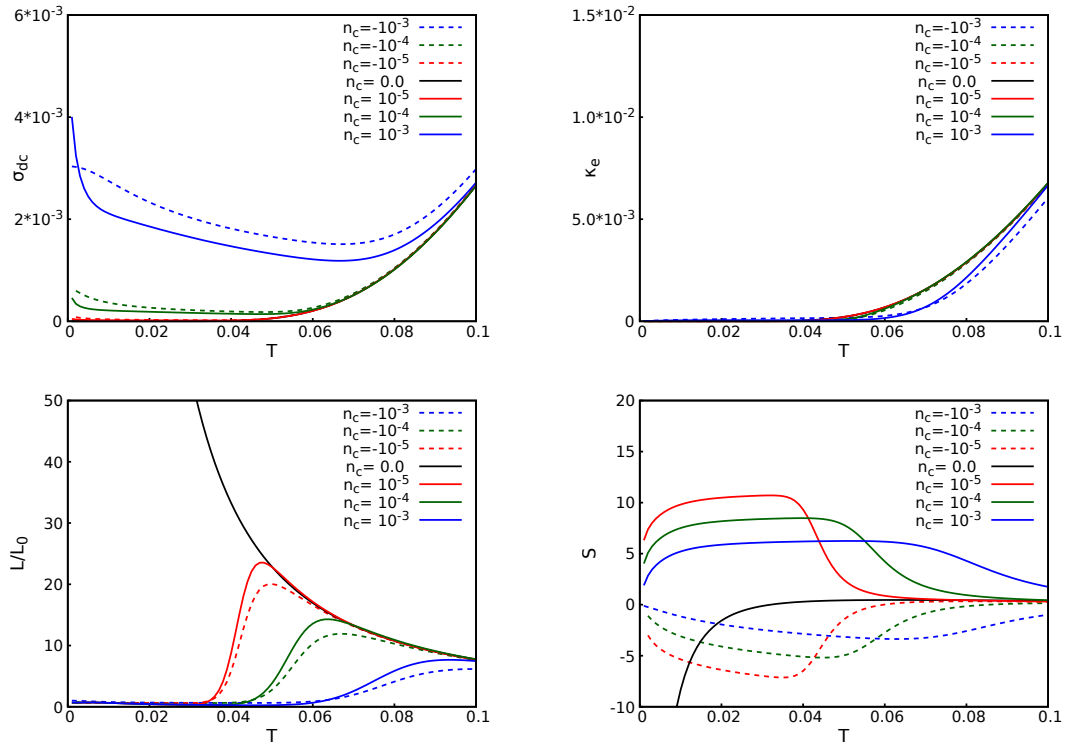 6*10⁻³
4*10⁻³
2*10⁻³
0
0.02
0.04
0.06
0.08
0.1
σ_dc
T
n_c=-10⁻³
n_c=-10⁻⁴
n_c=-10⁻⁵
n_c= 0.0
n_c= 10⁻⁵
n_c= 10⁻⁴
n_c= 10⁻³
1.5*10⁻²
1.0*10⁻²
5.0*10⁻³
0
0
0.02
0.04
0.06
0.08
0.1
κ_e
T
n_c=-10⁻³
n_c=-10⁻⁴
n_c=-10⁻⁵
n_c= 0.0
n_c= 10⁻⁵
n_c= 10⁻⁴
n_c= 10⁻³
50
40
30
20
10
0
0
0.02
0.04
0.06
0.08
0.1
L/L₀
T
n_c=-10⁻³
n_c=-10⁻⁴
n_c=-10⁻⁵
n_c= 0.0
n_c= 10⁻⁵
n_c= 10⁻⁴
n_c= 10⁻³
20
15
10
5
0
-5
-10
0
0.02
0.04
0.06
0.08
0.1
S
T
n_c=-10⁻³
n_c=-10⁻⁴
n_c=-10⁻⁵
n_c= 0.0
n_c= 10⁻⁵
n_c= 10⁻⁴
n_c= 10⁻³